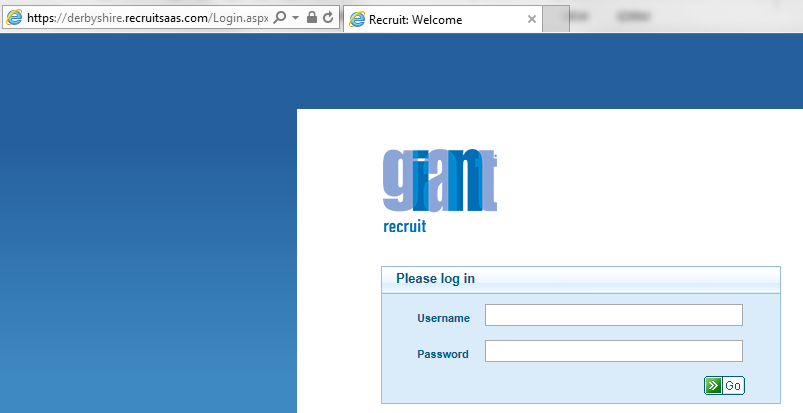 https://derbyshire.recruitsaas.com/Login.aspx
Recruit: Welcome
giant
recruit
Please log in
Username
Password
Go